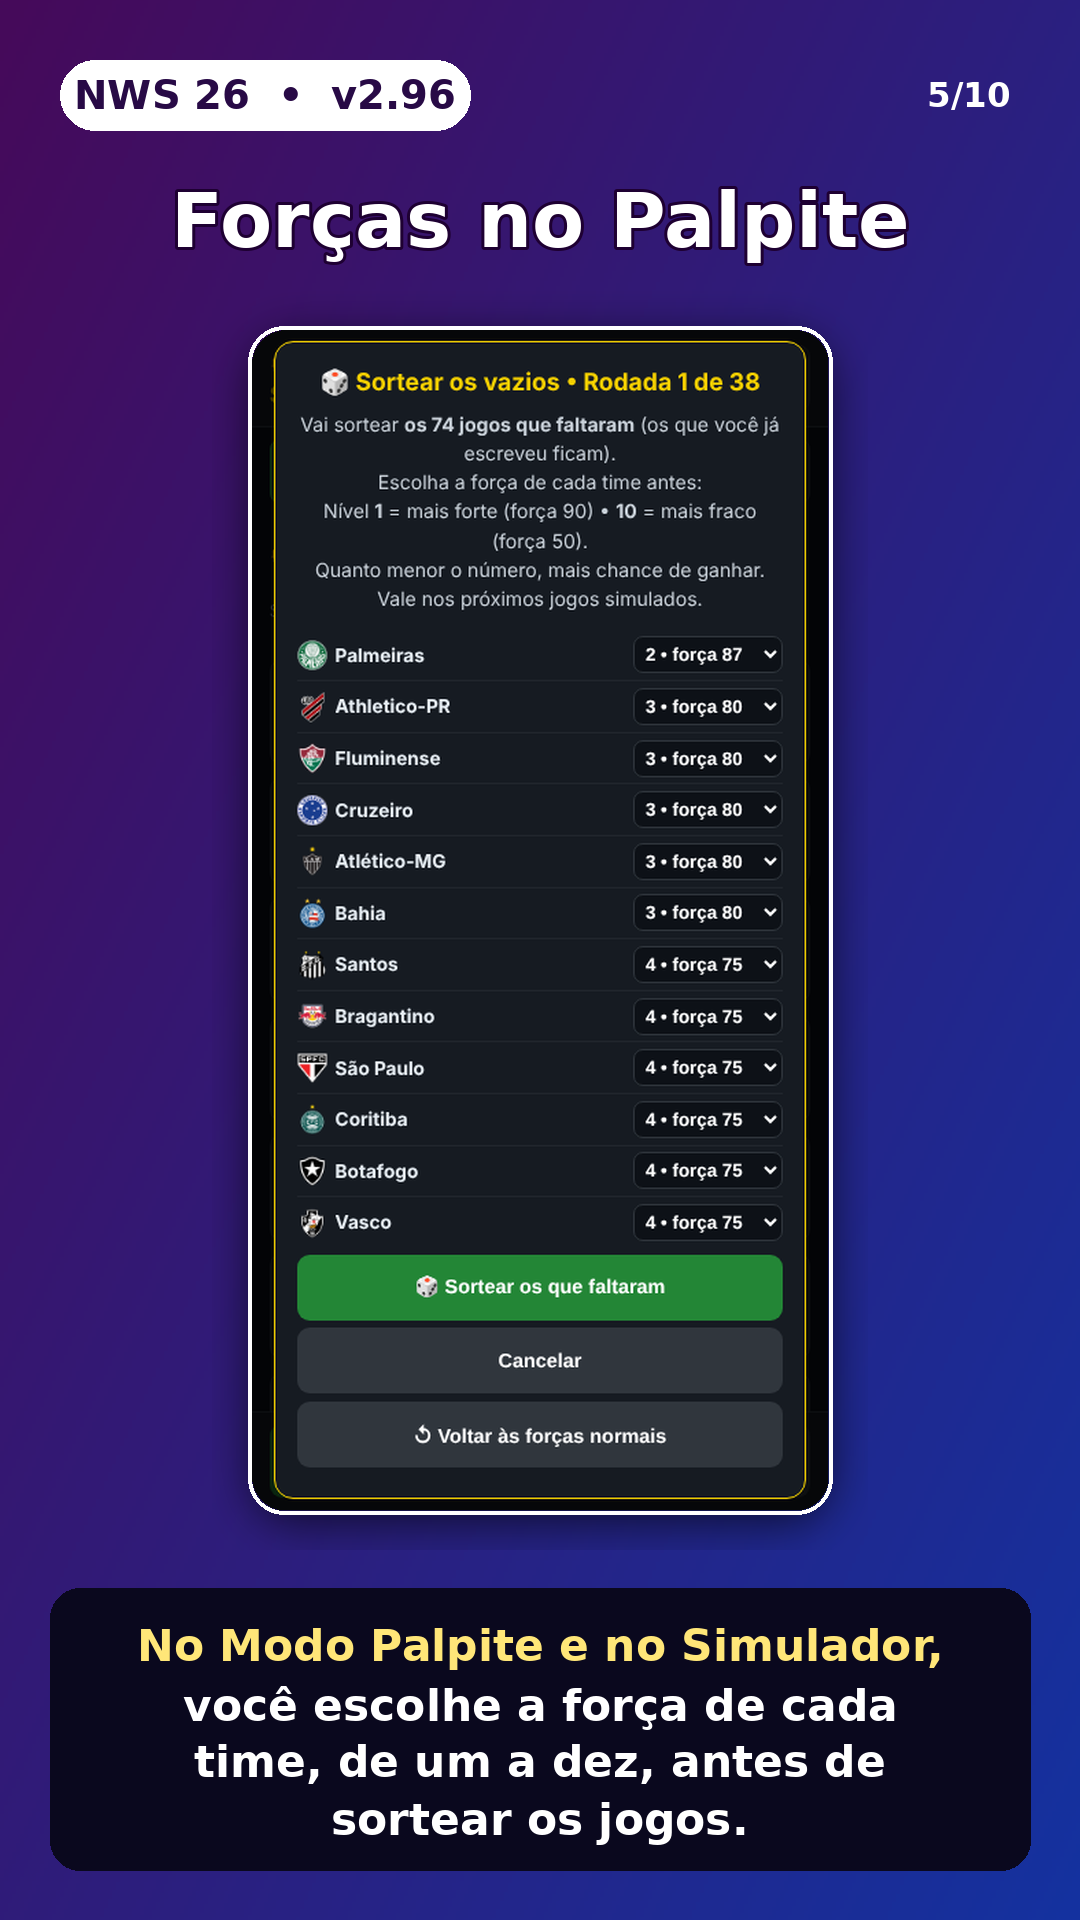 NWS 26 • v2.96
5/10
Forças no Palpite
🎲 Sortear os vazios • Rodada 1 de 38
Vai sortear os 74 jogos que faltaram (os que você já
escreveu ficam).
Escolha a força de cada time antes:
Nível 1 = mais forte (força 90) • 10 = mais fraco
(força 50).
Quanto menor o número, mais chance de ganhar.
Vale nos próximos jogos simulados.
Palmeiras 2 • força 87
Athletico-PR 3 • força 80
Fluminense 3 • força 80
Cruzeiro 3 • força 80
Atlético-MG 3 • força 80
Bahia 3 • força 80
Santos 4 • força 75
Bragantino 4 • força 75
São Paulo 4 • força 75
Coritiba 4 • força 75
Botafogo 4 • força 75
Vasco 4 • força 75
🎲 Sortear os que faltaram
Cancelar
↺ Voltar às forças normais
No Modo Palpite e no Simulador,
você escolhe a força de cada
time, de um a dez, antes de
sortear os jogos.